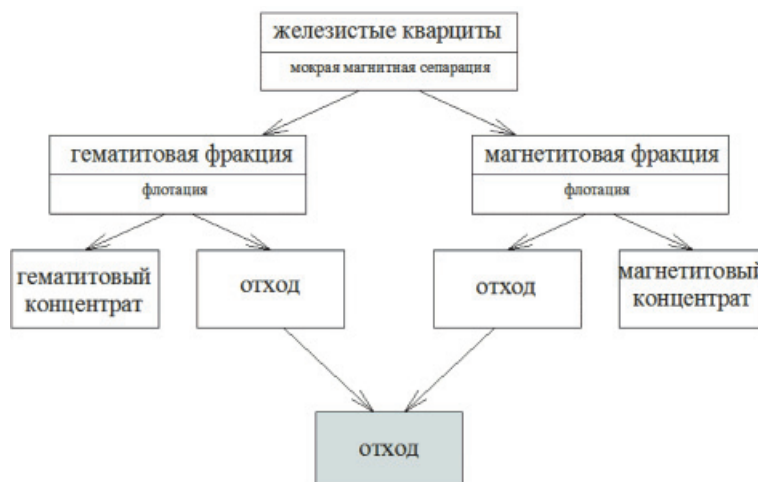 железистые кварциты
мокрая магнитная сепарация
гематитовая фракция
флотация
магнетитовая фракция
флотация
гематитовый
концентрат
отход
отход
магнетитовый
концентрат
отход